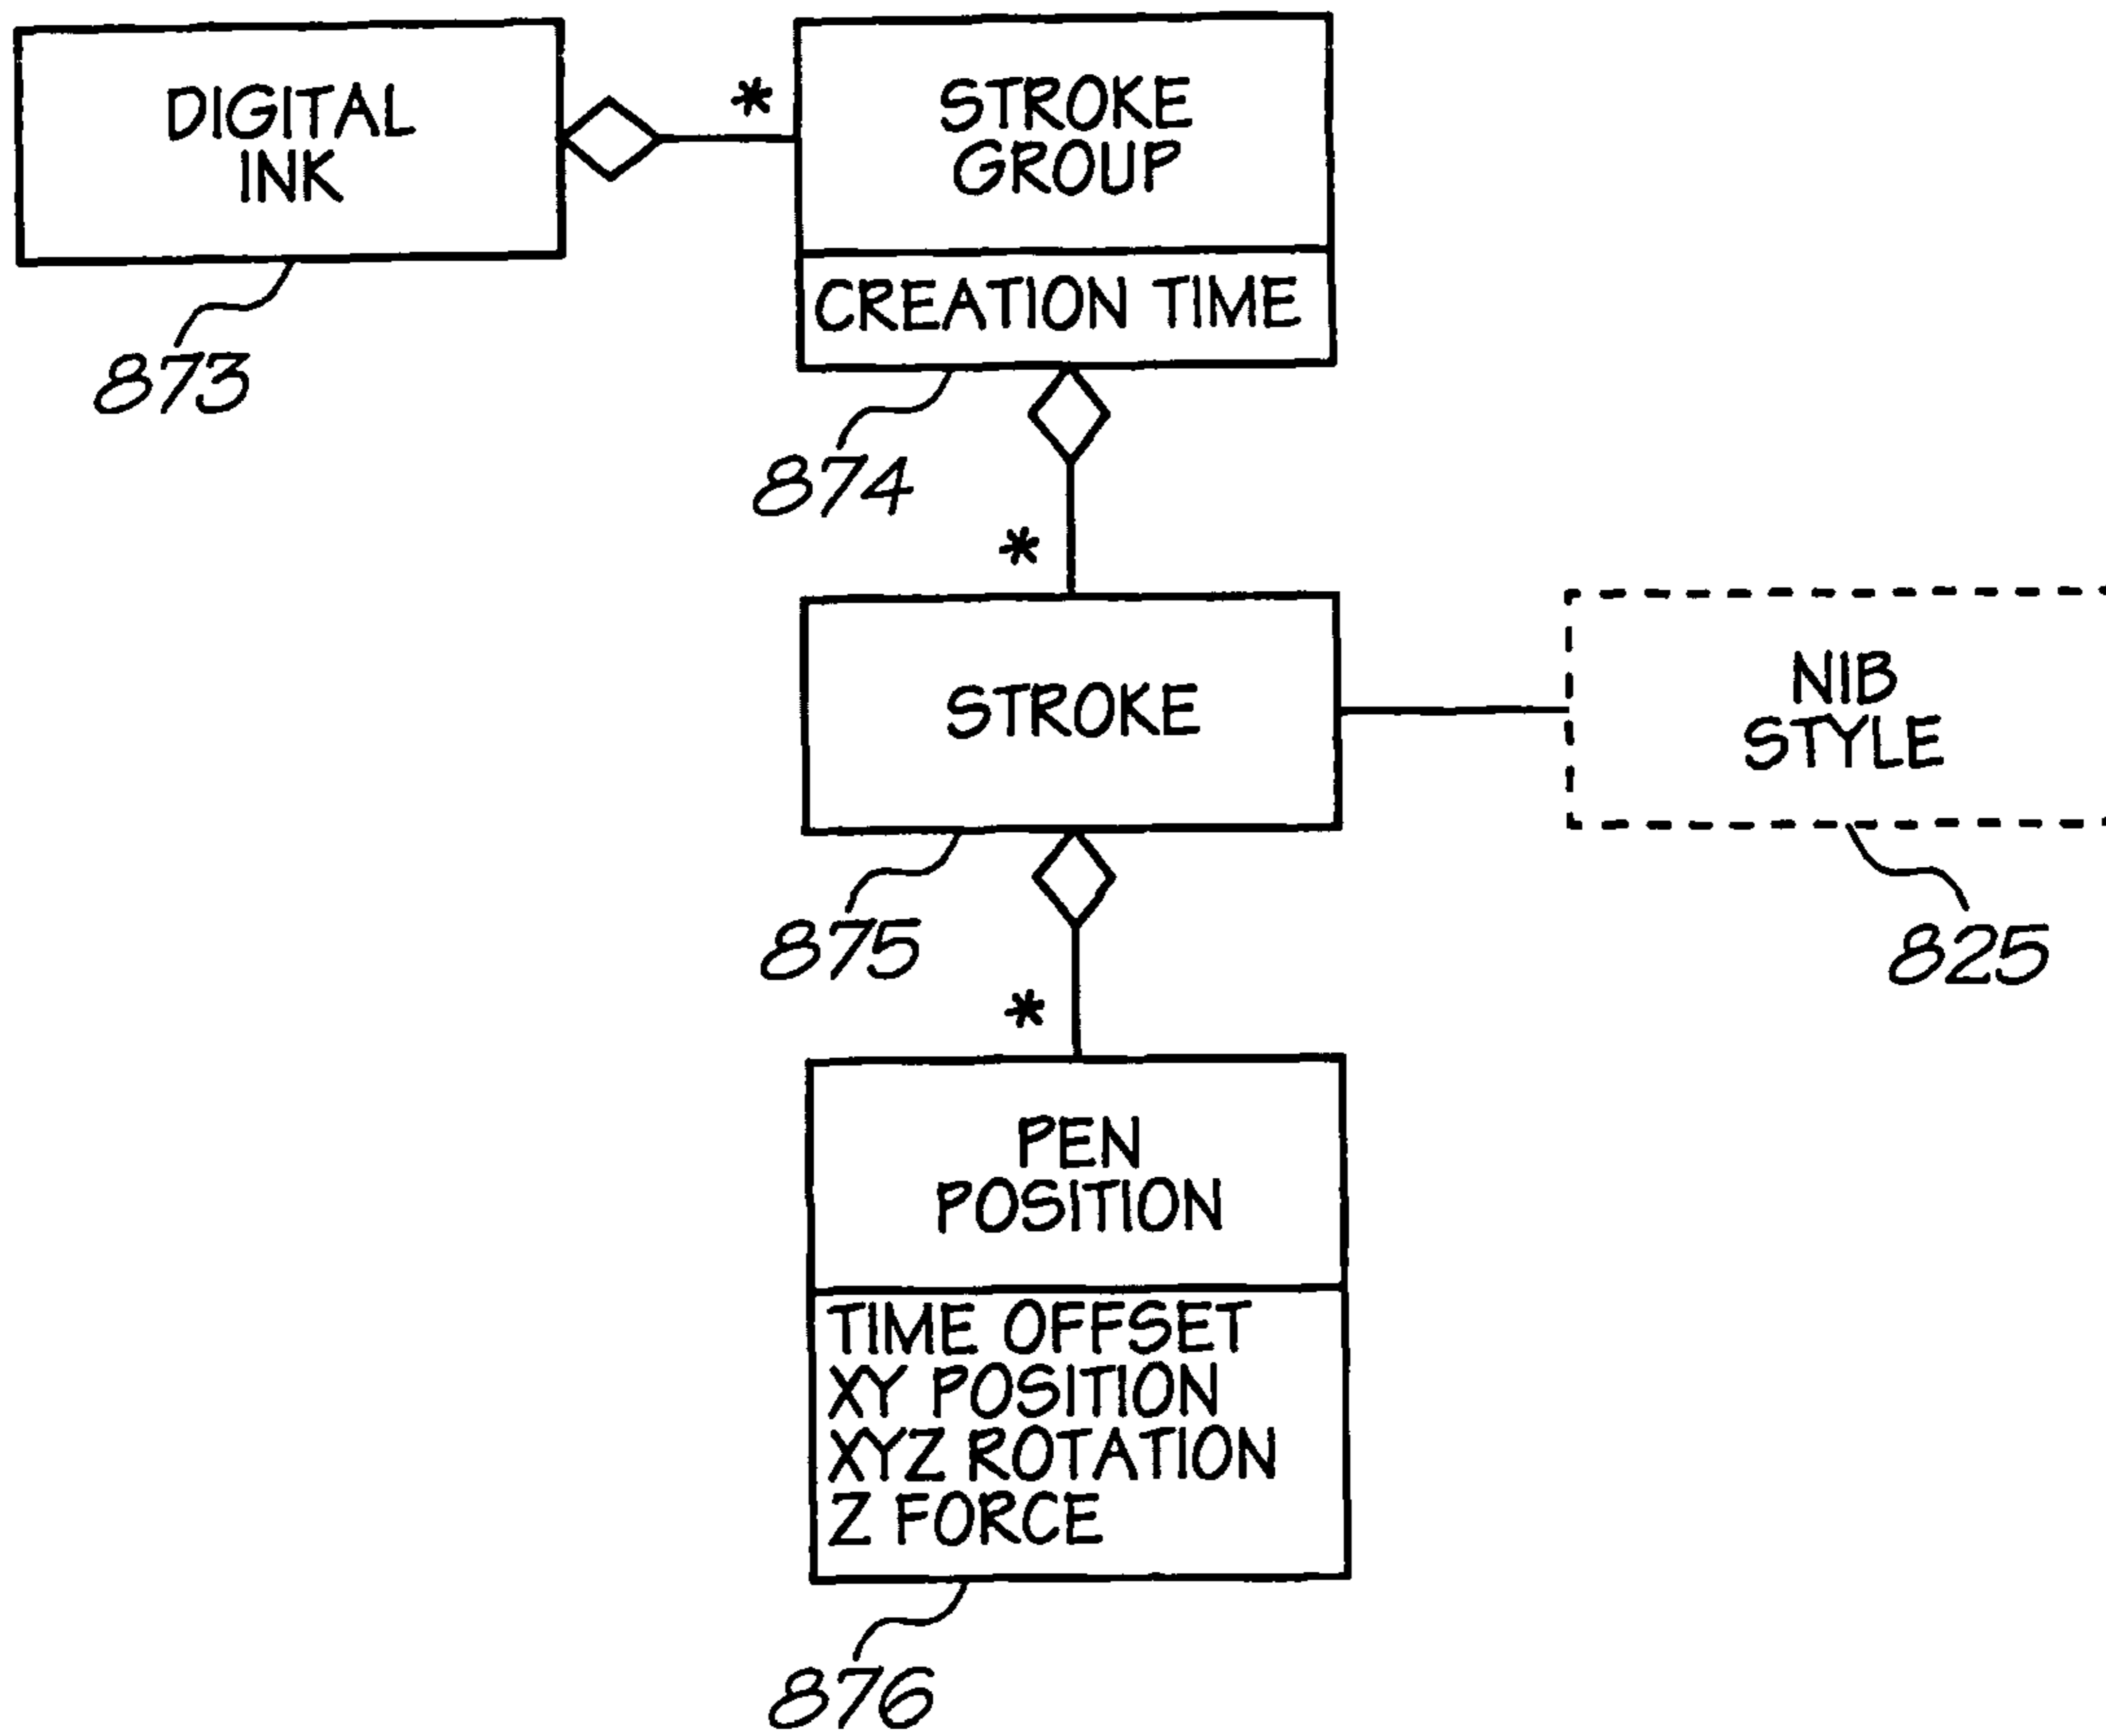 DIGITAL
INK
873
*
STROKE
GROUP
CREATION TIME
874
*
STROKE
875
NIB
STYLE
825
*
PEN
POSITION
TIME OFFSET
XY POSITION
XYZ ROTATION
Z FORCE
876